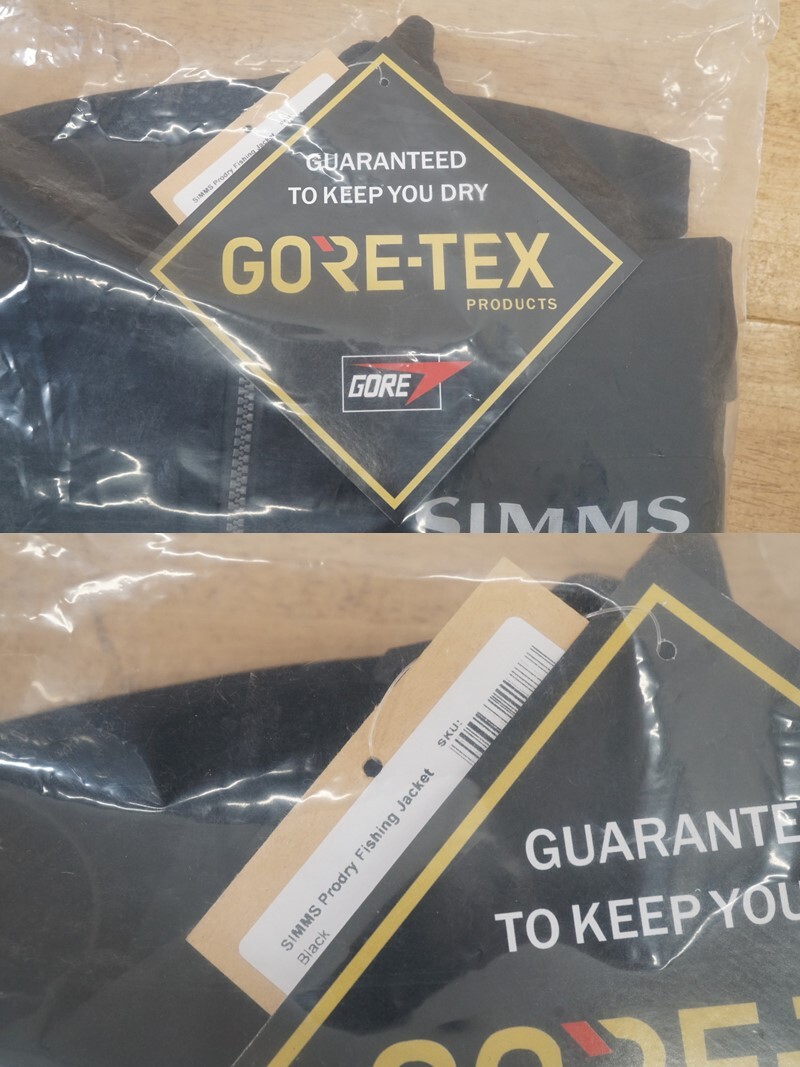 SIMMS Prodry Fishing Jacket
GUARANTEED
TO KEEP YOU DRY
GORE-TEX
PRODUCTS
GORE
SIMMS
SKU:
SIMMS Prodry Fishing Jacket
Black
GUARANTE
TO KEEP YOU
GORE-